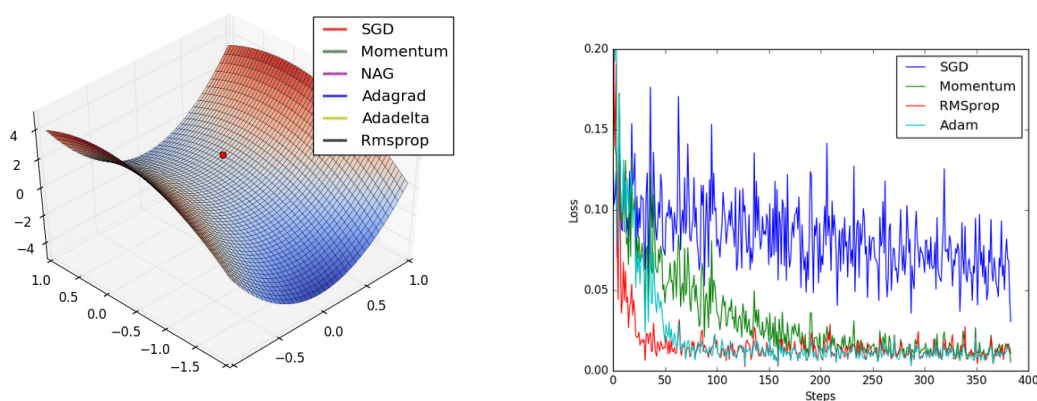 SGD
Momentum
NAG
Adagrad
Adadelta
Rmsprop
4
2
0
−2
−4
1.0
0.5
0.0
−0.5
−1.0
−1.5
−0.5
0.0
0.5
1.0
0.20
0.15
0.10
0.05
0.00
Loss
SGD
Momentum
RMSprop
Adam
0 50 100 150 200 250 300 350 400
Steps